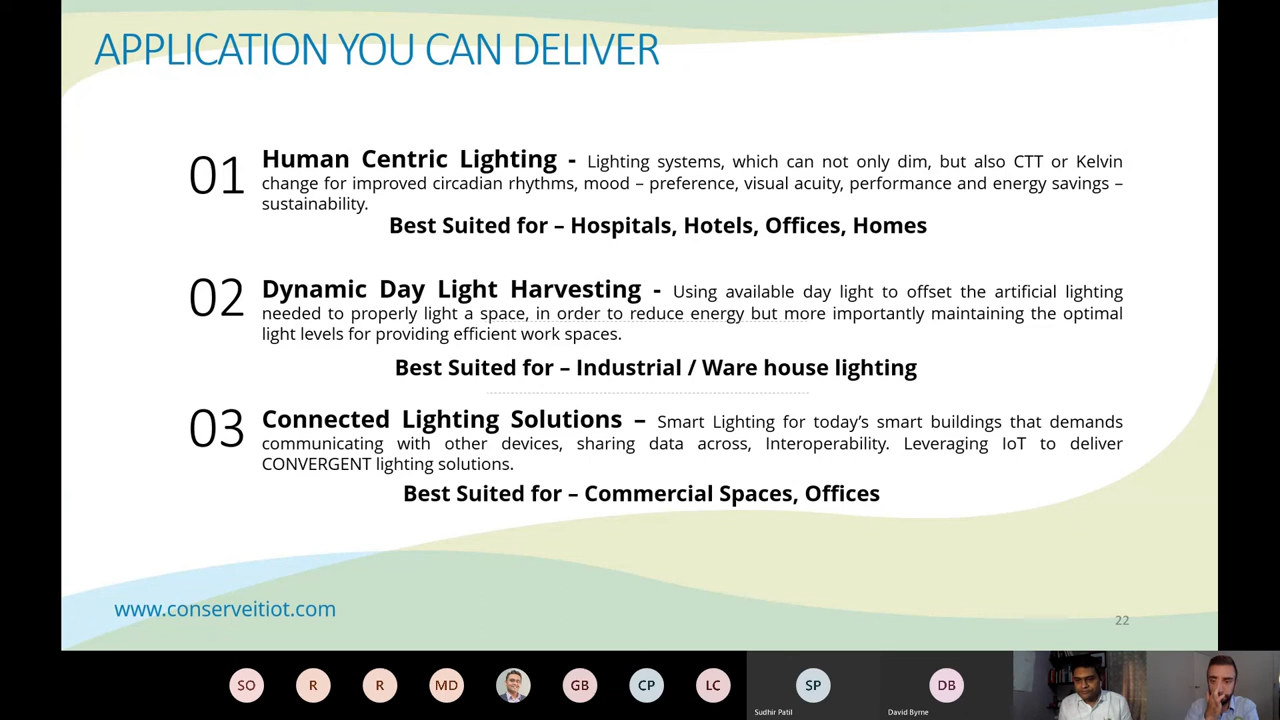 APPLICATION YOU CAN DELIVER
01
Human Centric Lighting - Lighting systems, which can not only dim, but also CTT or Kelvin
change for improved circadian rhythms, mood – preference, visual acuity, performance and energy savings –
sustainability.
Best Suited for – Hospitals, Hotels, Offices, Homes
02
Dynamic Day Light Harvesting - Using available day light to offset the artificial lighting
needed to properly light a space, in order to reduce energy but more importantly maintaining the optimal
light levels for providing efficient work spaces.
Best Suited for – Industrial / Ware house lighting
03
Connected Lighting Solutions – Smart Lighting for today’s smart buildings that demands
communicating with other devices, sharing data across, Interoperability. Leveraging IoT to deliver
CONVERGENT lighting solutions.
Best Suited for – Commercial Spaces, Offices
www.conserveitiot.com
22
SO R R MD GB CP LC SP DB
Sudhir Patil David Byrne